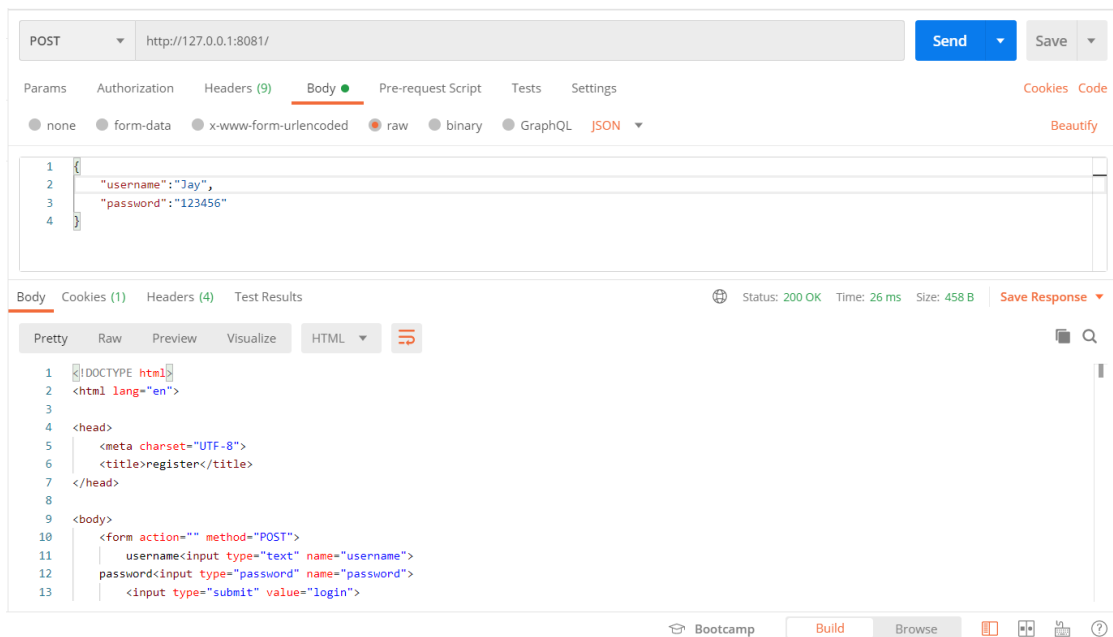 POST http://127.0.0.1:8081/ Send Save
Params Authorization Headers (9) Body Pre-request Script Tests Settings Cookies Code
none form-data x-www-form-urlencoded raw binary GraphQL JSON Beautify
1 {
2 "username":"Jay",
3 "password":"123456"
4 }
Body Cookies (1) Headers (4) Test Results Status: 200 OK Time: 26 ms Size: 458 B Save Response
Pretty Raw Preview Visualize HTML
1 <!DOCTYPE html>
2 <html lang="en">
3
4 <head>
5 <meta charset="UTF-8">
6 <title>register</title>
7 </head>
8
9 <body>
10 <form action="" method="POST">
11 username<input type="text" name="username">
12 password<input type="password" name="password">
13 <input type="submit" value="login">
Bootcamp Build Browse